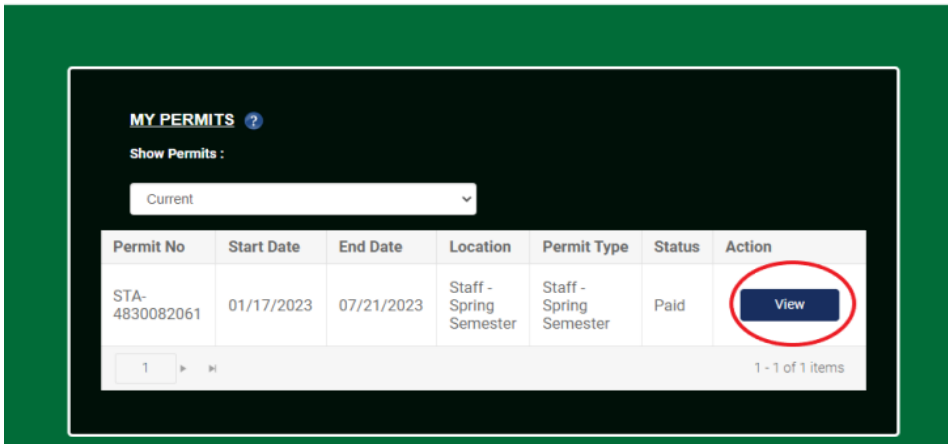 MY PERMITS ?
Show Permits :
Current
Permit No Start Date End Date Location Permit Type Status Action
STA-
4830082061
01/17/2023
07/21/2023
Staff -
Spring
Semester
Staff -
Spring
Semester
Paid
View
1
1 - 1 of 1 items